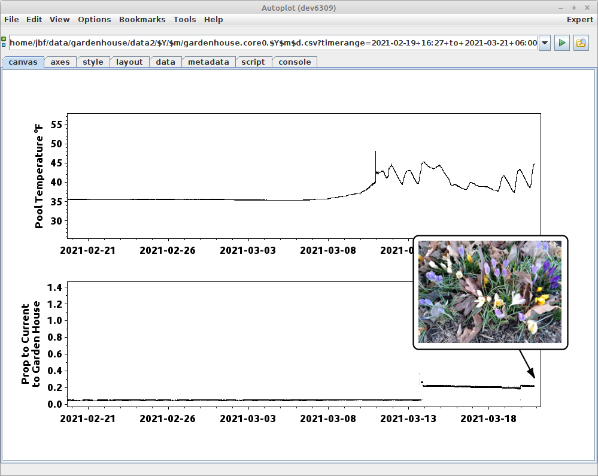 Autoplot (dev6309)
File Edit View Options Bookmarks Tools Help Expert
home/jbf/data/gardenhouse/data2/$Y/$m/gardenhouse.core0.$Y$m$d.csv?timerange=2021-02-19+16:27+to+2021-03-21+06:00
canvas axes style layout data metadata script console
Pool Temperature °F
55
50
45
40
35
30
2021-02-21 2021-02-26 2021-03-03 2021-03-08 2021-
Prop to Current
to Garden House
1.4
1.2
1.0
0.8
0.6
0.4
0.2
0.0
2021-02-21 2021-02-26 2021-03-03 2021-03-08 2021-03-13 2021-03-18